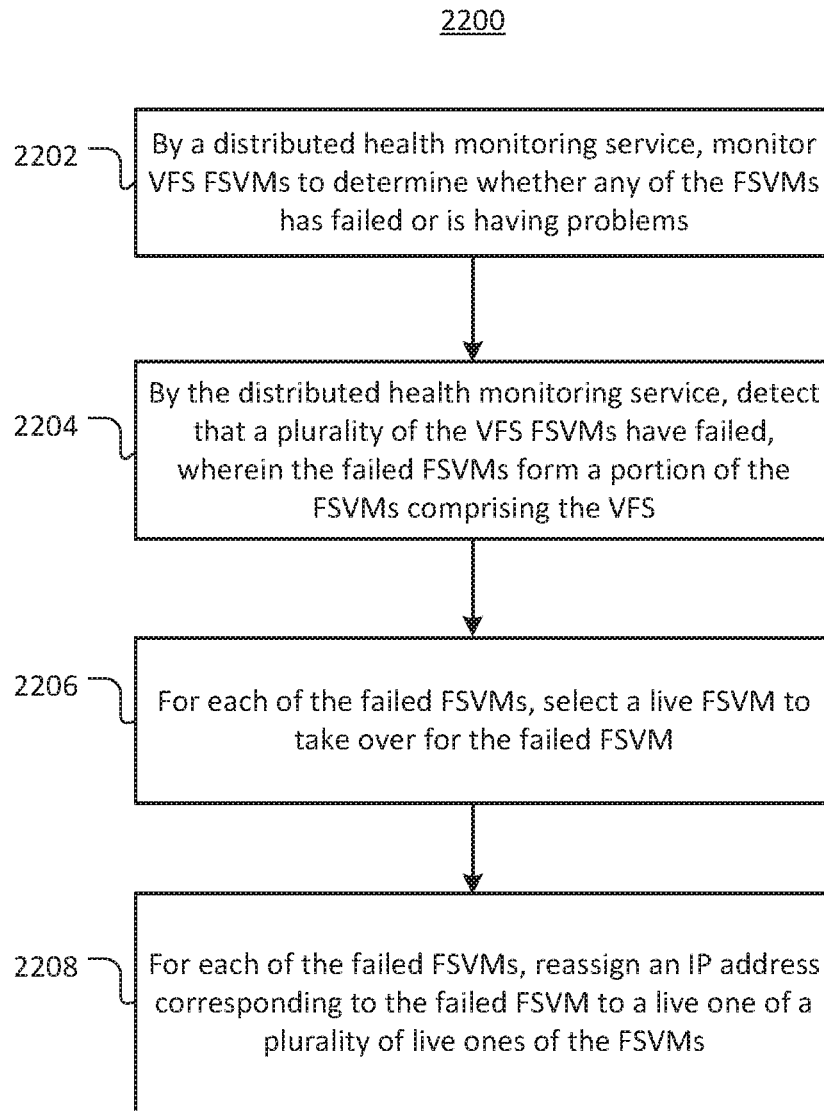 2200
2202
By a distributed health monitoring service, monitor
VFS FSVMs to determine whether any of the FSVMs
has failed or is having problems
2204
By the distributed health monitoring service, detect
that a plurality of the VFS FSVMs have failed,
wherein the failed FSVMs form a portion of the
FSVMs comprising the VFS
2206
For each of the failed FSVMs, select a live FSVM to
take over for the failed FSVM
2208
For each of the failed FSVMs, reassign an IP address
corresponding to the failed FSVM to a live one of a
plurality of live ones of the FSVMs